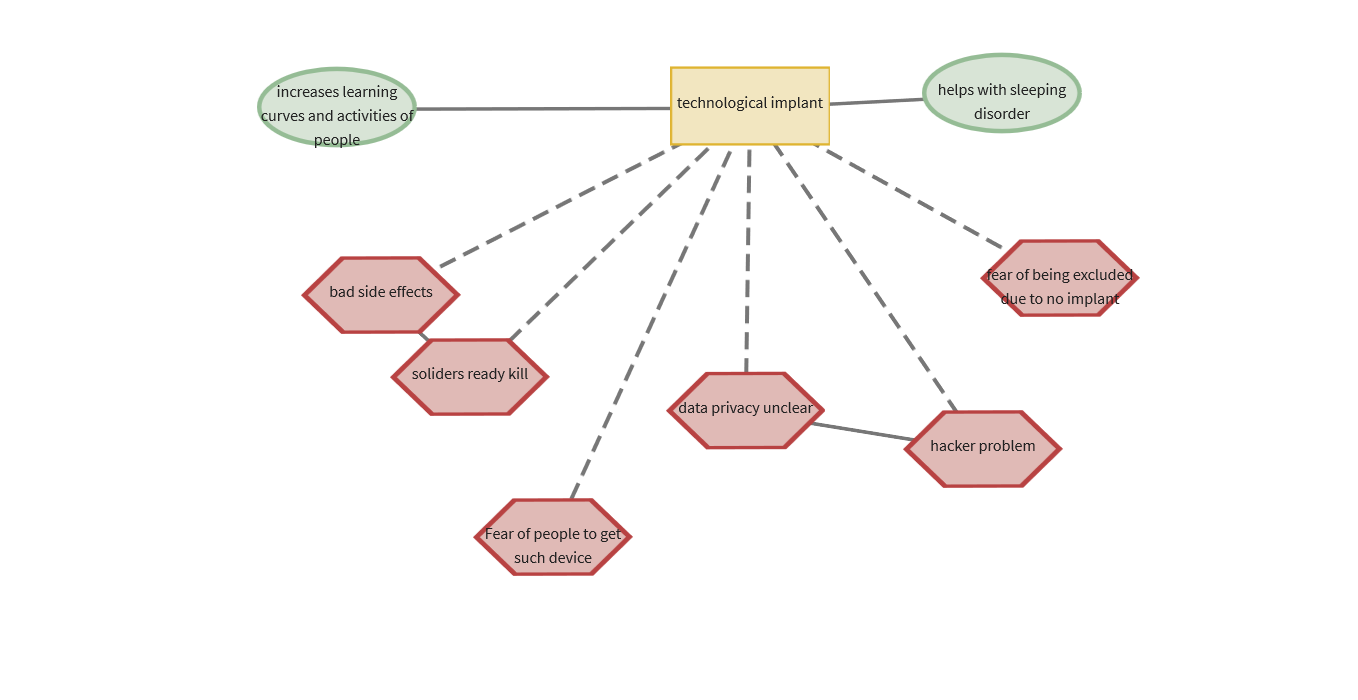 increases learning
curves and activities of
people
technological implant
helps with sleeping
disorder
bad side effects
fear of being excluded
due to no implant
soliders ready kill
data privacy unclear
hacker problem
Fear of people to get
such device